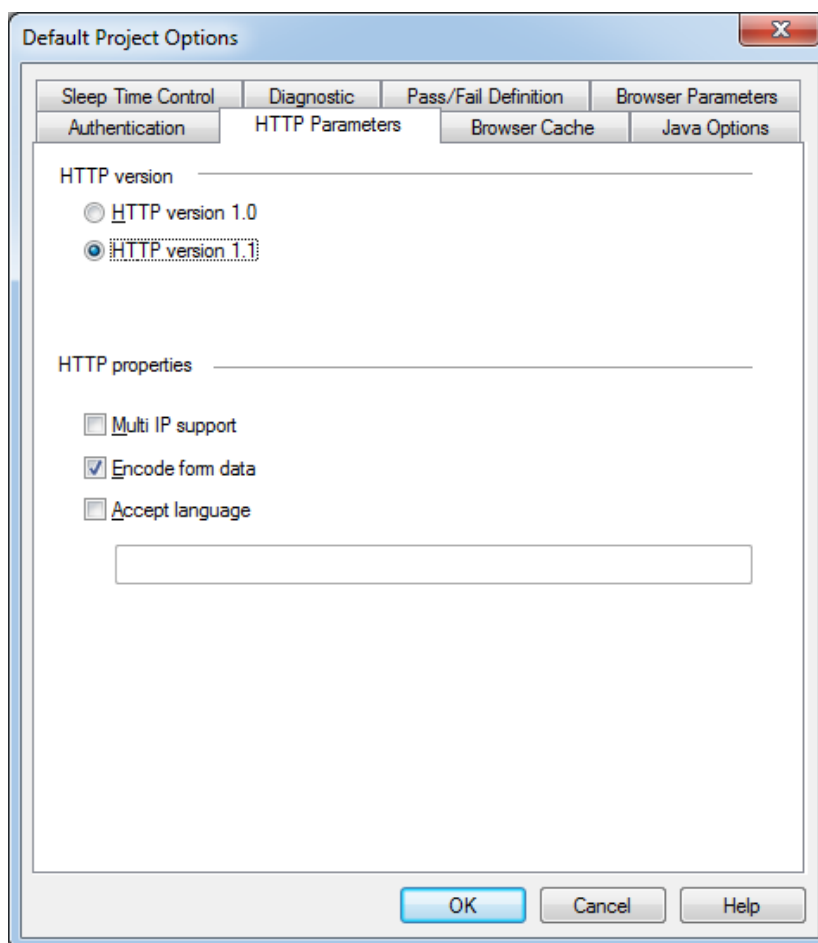 Default Project Options
Sleep Time Control Diagnostic Pass/Fail Definition Browser Parameters
Authentication HTTP Parameters Browser Cache Java Options
HTTP version
HTTP version 1.0
HTTP version 1.1
HTTP properties
Multi IP support
Encode form data
Accept language
OK Cancel Help